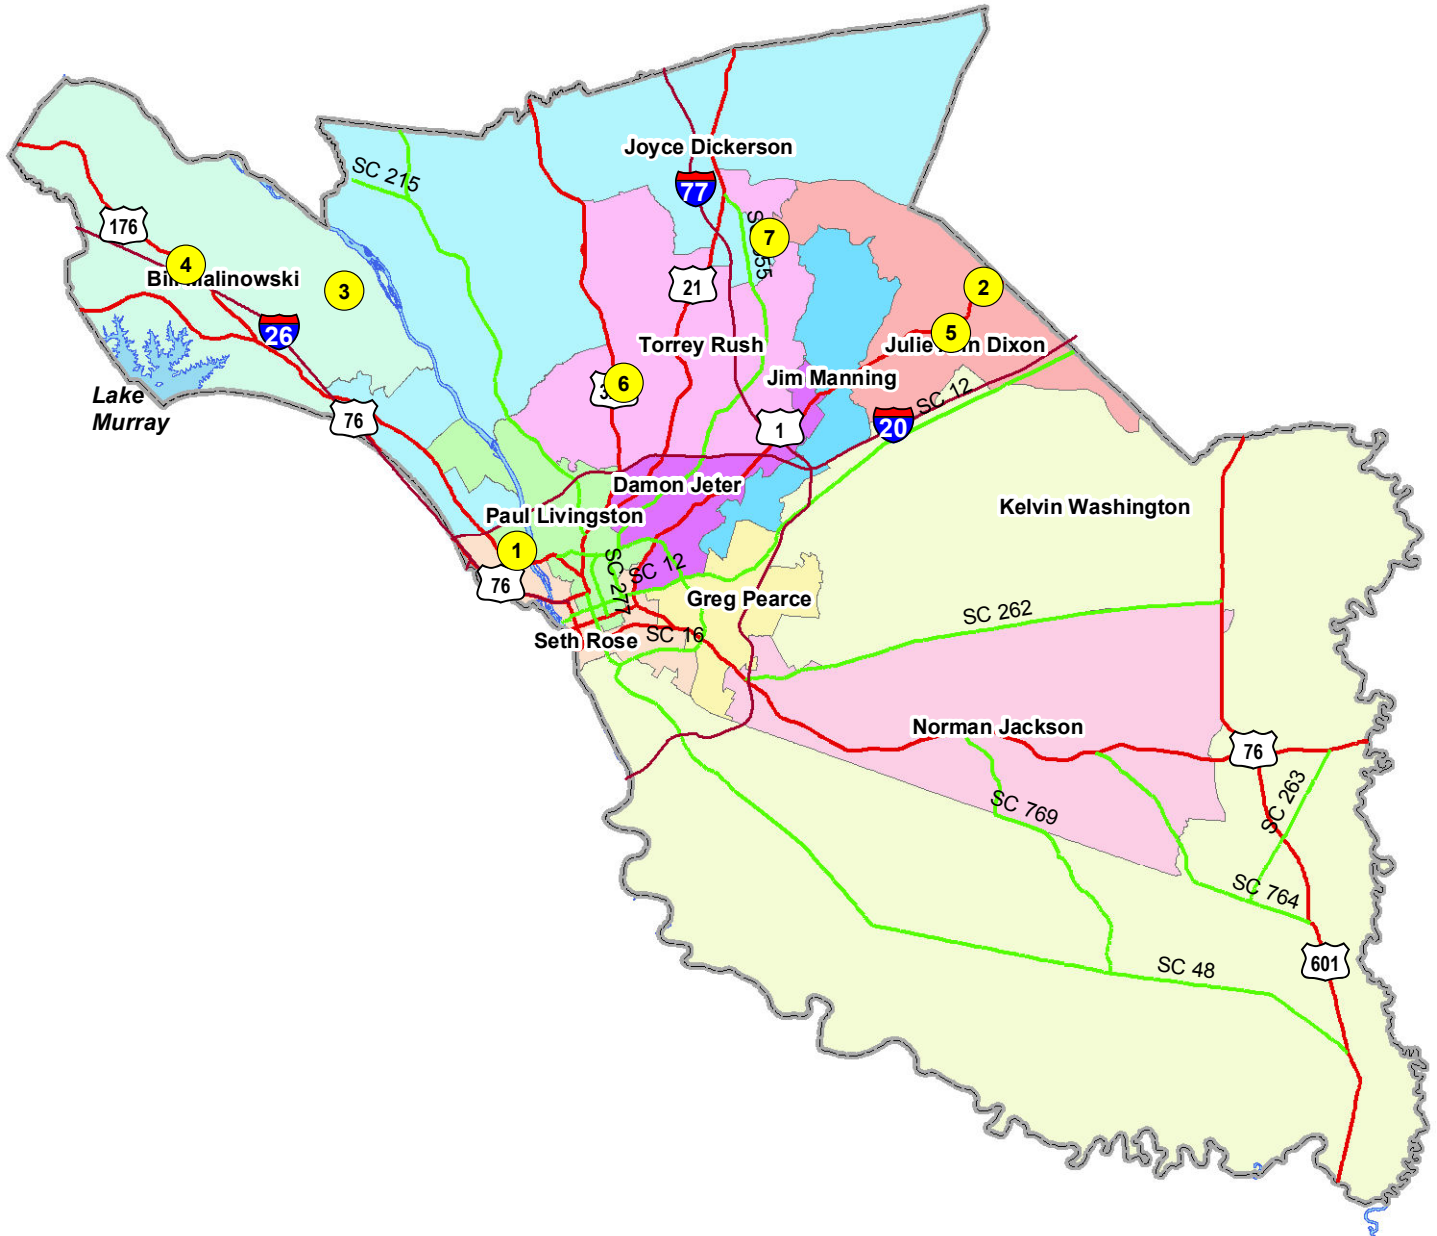 Joyce Dickerson
SC 215
77
176
7
4
Bill Malinowski
3
21
2
26
5
Torrey Rush
Julie Dixon
Jim Manning
6
Lake
Murray
SC 12
76
1
20
Damon Jeter
Kelvin Washington
Paul Livingston
1
SC 12
76
SC 277
Greg Pearce
SC 262
SC 16
Seth Rose
Norman Jackson
76
SC 263
SC 769
SC 764
601
SC 48